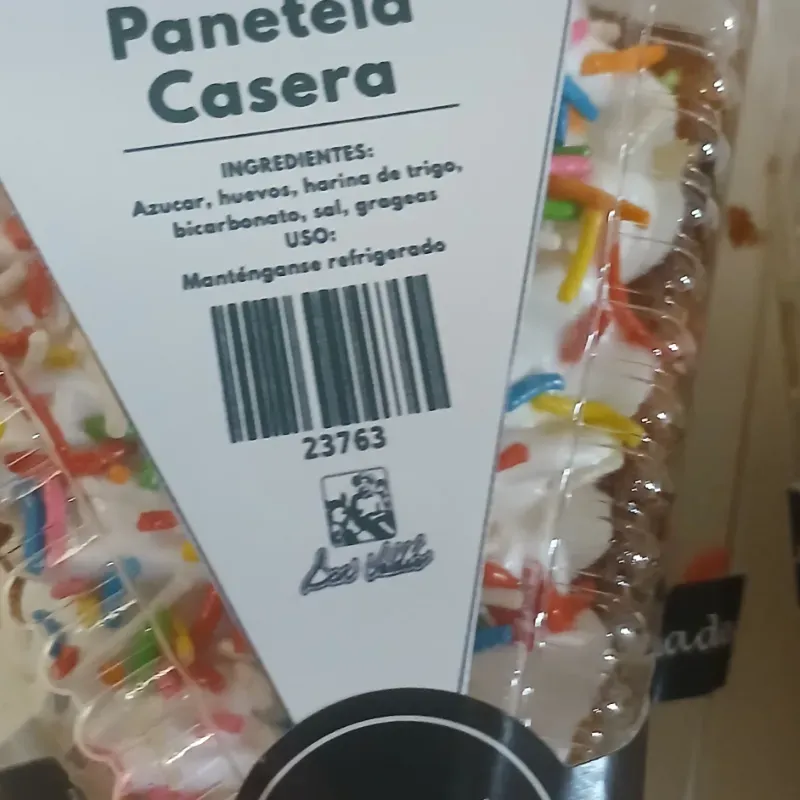 Panetela
Casera
INGREDIENTES:
Azucar, huevos, harina de trigo,
bicarbonato, sal, grageas
USO:
Manténganse refrigerado
23763